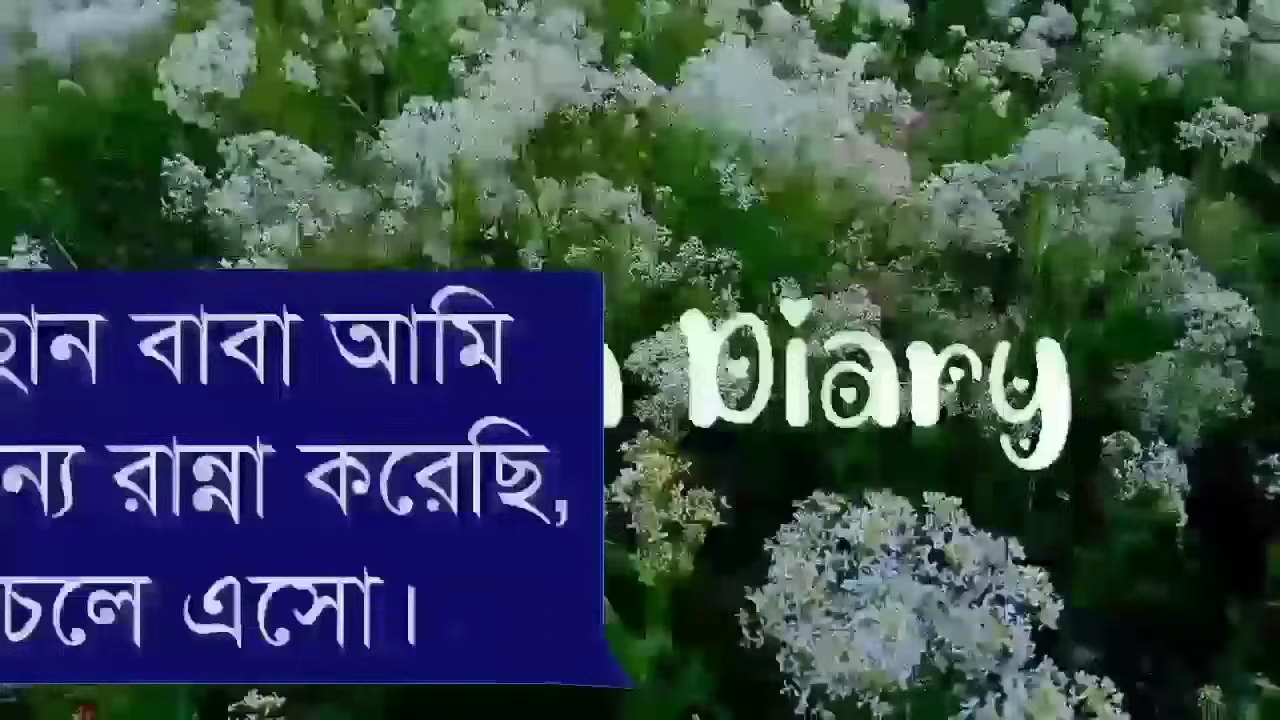 বাবা আমি
রান্না করেছি,
চলে এসো।
Diary